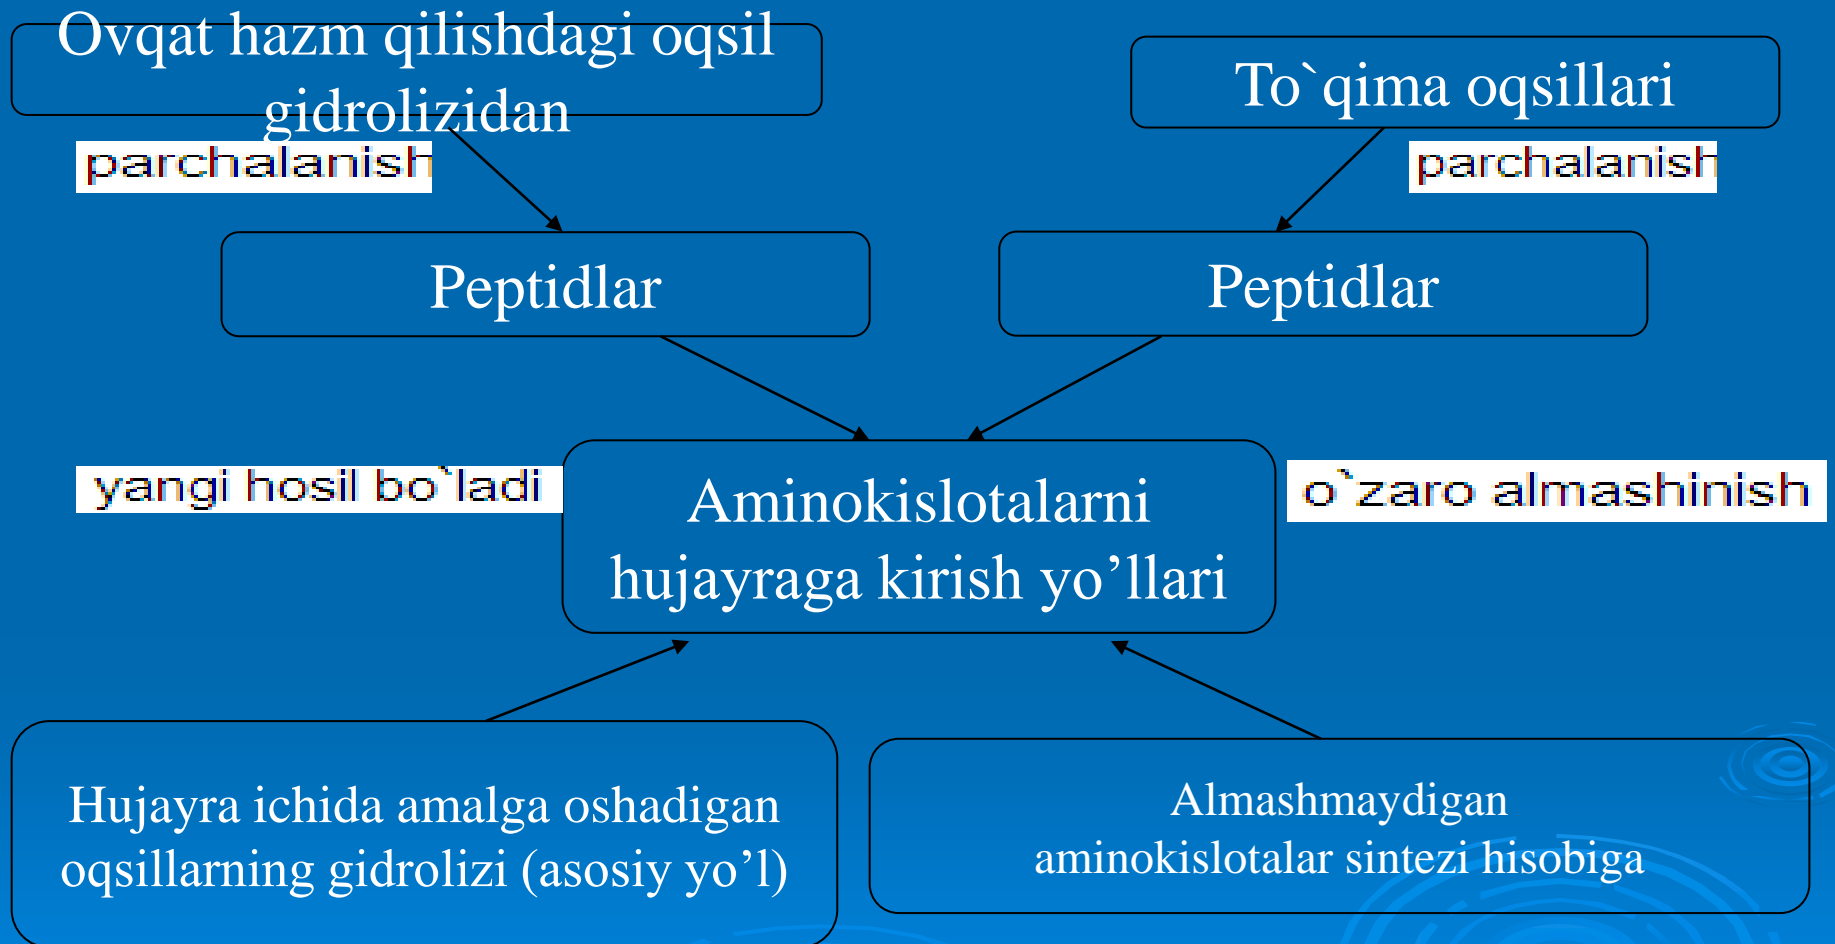 Ovqat hazm qilishdagi oqsil
gidrolizidan
To`qima oqsillari
parchalanish
parchalanish
Peptidlar
Peptidlar
yangi hosil bo`ladi
Aminokislotalarni
hujayraga kirish yo’llari
o`zaro almashinish
Hujayra ichida amalga oshadigan
oqsillarning gidrolizi (asosiy yo’l)
Almashmaydigan
aminokislotalar sintezi hisobiga